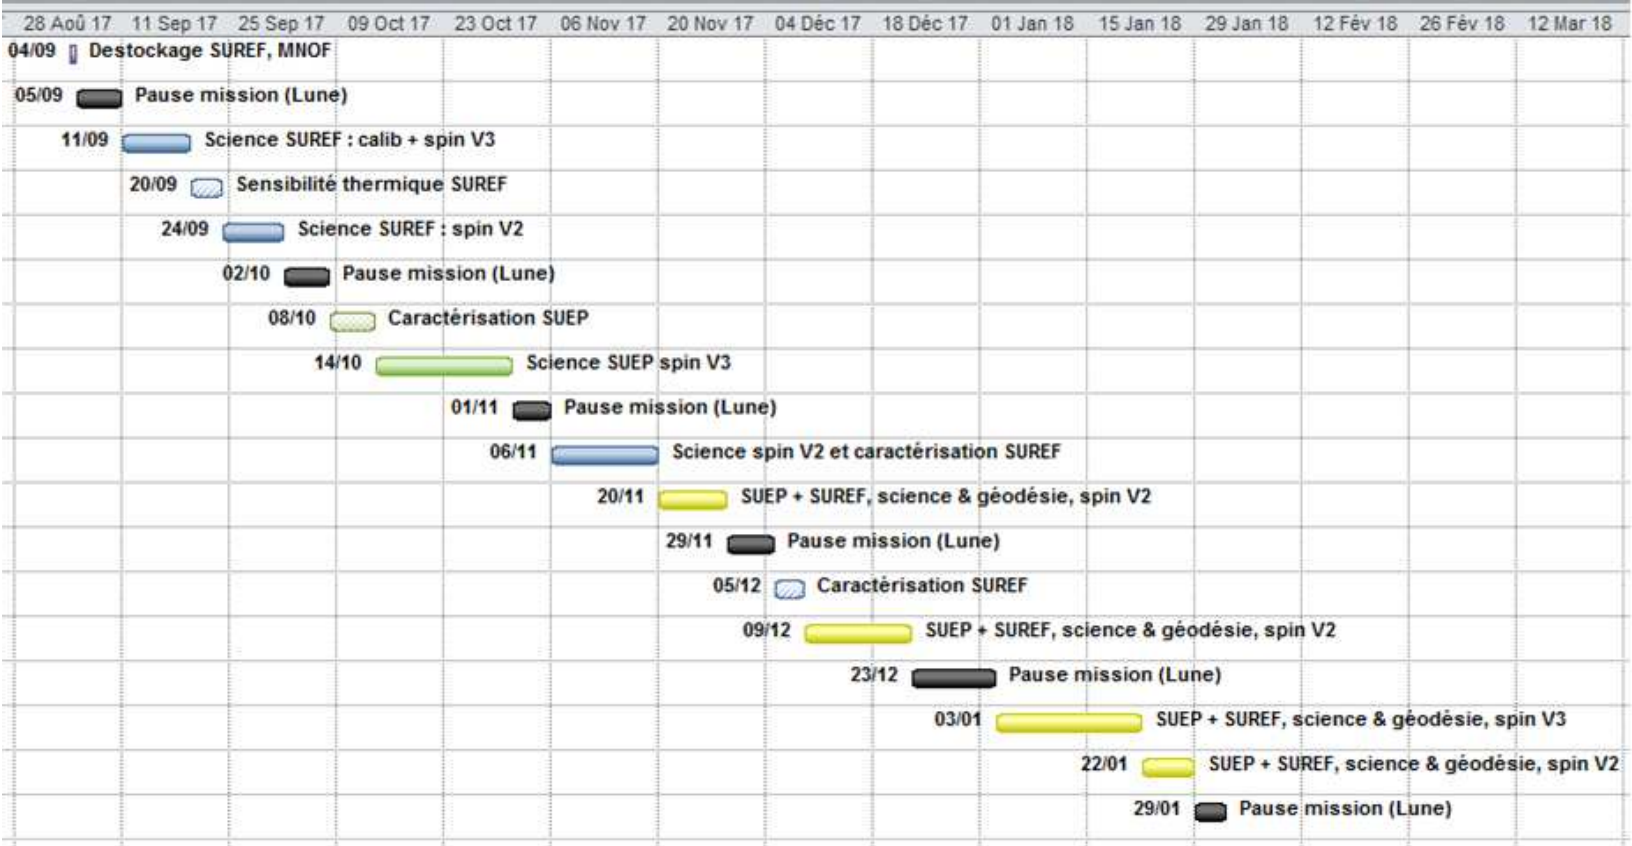 28 Aoû 17 11 Sep 17 25 Sep 17 09 Oct 17 23 Oct 17 06 Nov 17 20 Nov 17 04 Déc 17 18 Déc 17 01 Jan 18 15 Jan 18 29 Jan 18 12 Fév 18 26 Fév 18 12 Mar 18
04/09 Destockage SUREF, MNOF
05/09 Pause mission (Lune)
11/09 Science SUREF : calib + spin V3
20/09 Sensibilité thermique SUREF
24/09 Science SUREF : spin V2
02/10 Pause mission (Lune)
08/10 Caractérisation SUEP
14/10 Science SUEP spin V3
01/11 Pause mission (Lune)
06/11 Science spin V2 et caractérisation SUREF
20/11 SUEP + SUREF, science & géodésie, spin V2
29/11 Pause mission (Lune)
05/12 Caractérisation SUREF
09/12 SUEP + SUREF, science & géodésie, spin V2
23/12 Pause mission (Lune)
03/01 SUEP + SUREF, science & géodésie, spin V3
22/01 SUEP + SUREF, science & géodésie, spin V2
29/01 Pause mission (Lune)